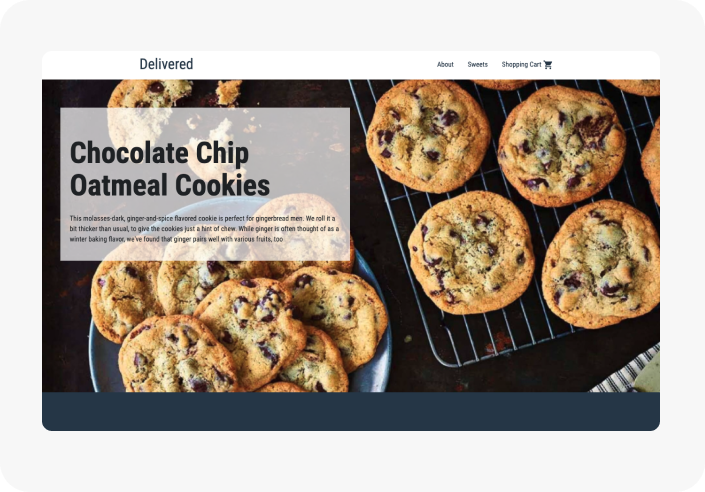 Delivered
About Sweets Shopping Cart
Chocolate Chip
Oatmeal Cookies
This molasses-dark, ginger-and-spice flavored cookie is perfect for gingerbread men. We roll it a
bit thicker than usual, to give the cookies just a hint of chew. While ginger is often thought of as a
winter baking flavor, we've found that ginger pairs well with various fruits, too